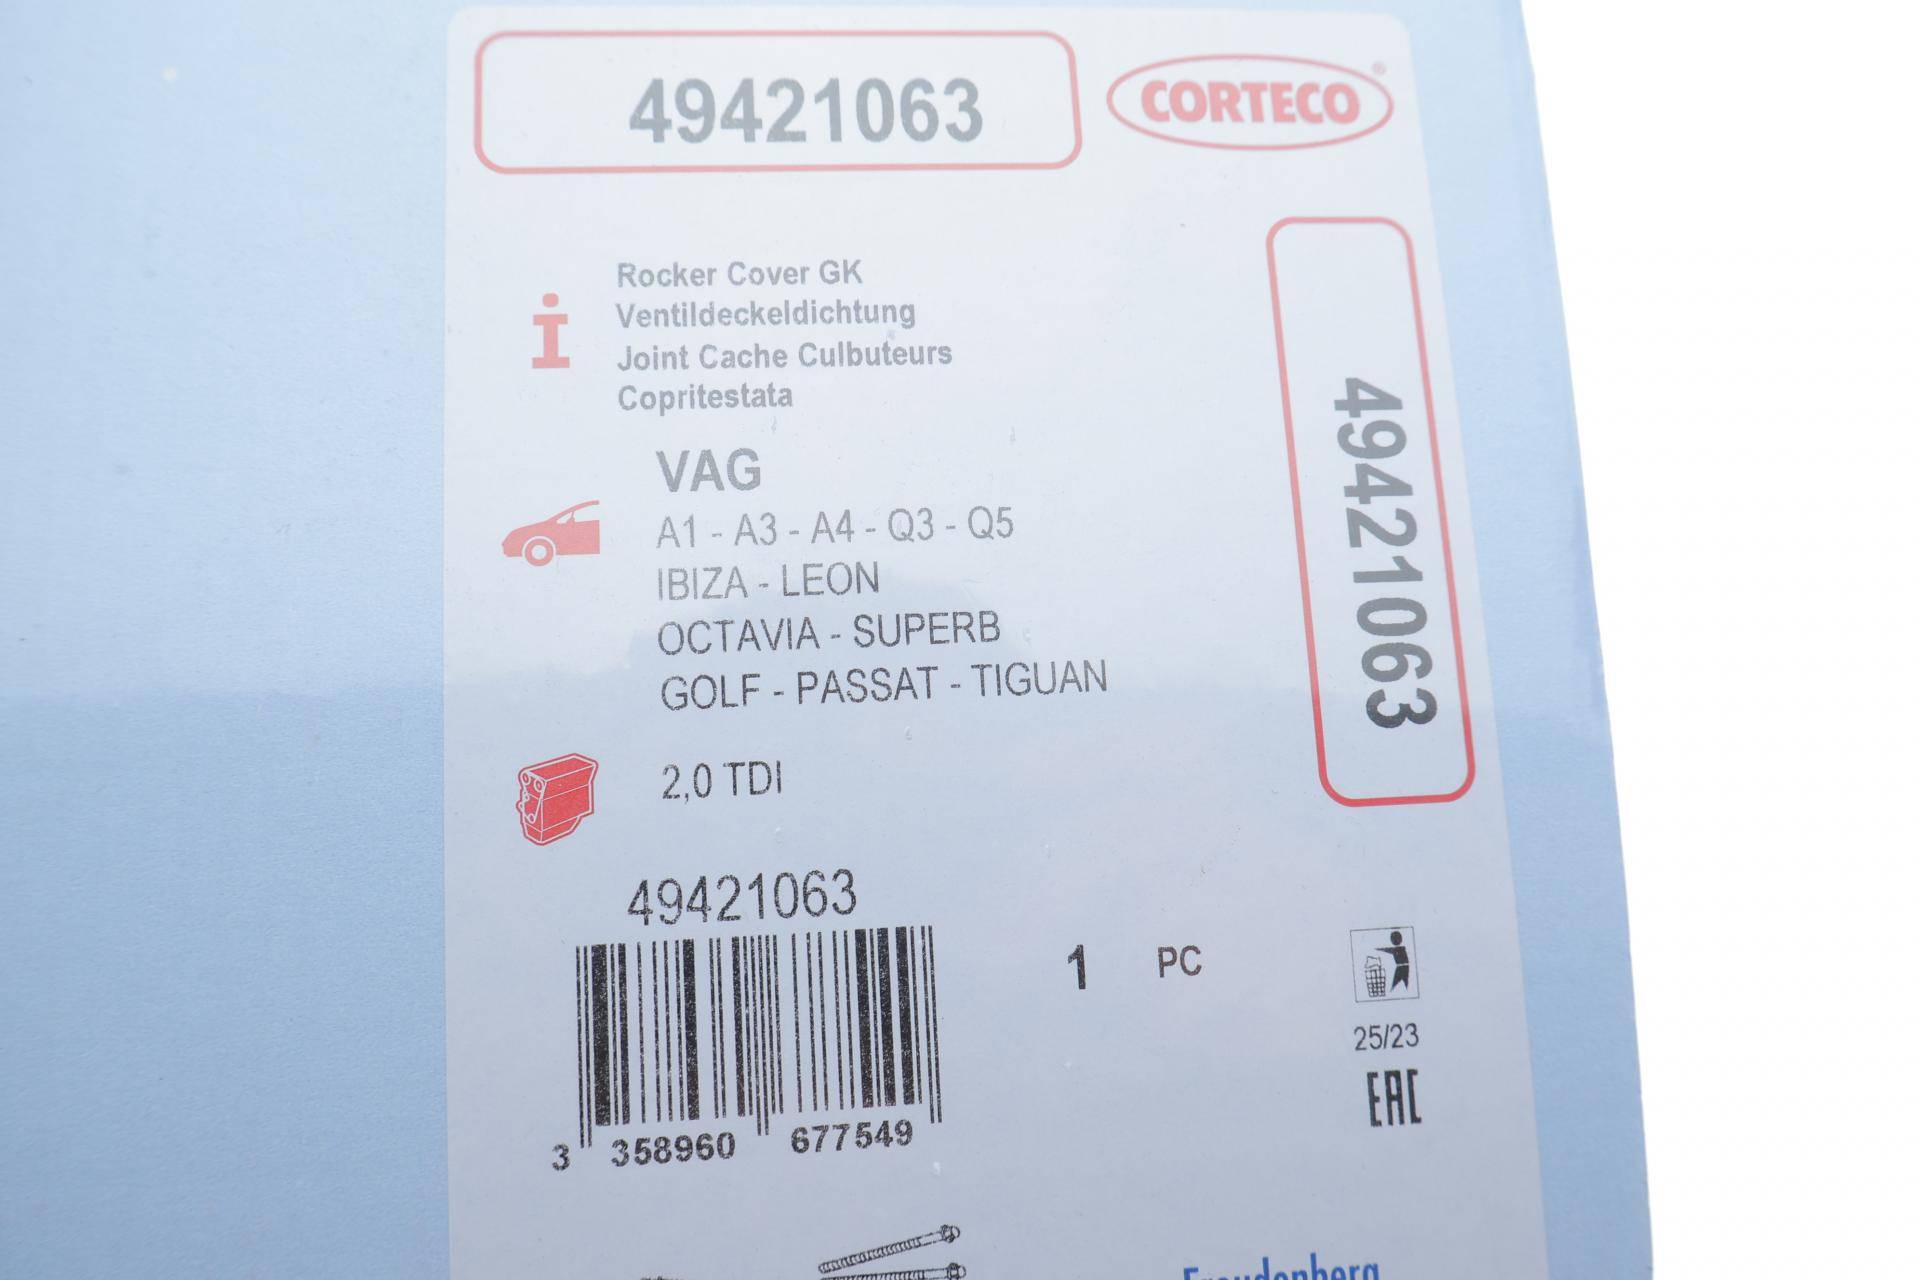 49421063
CORTECO®
Rocker Cover GK
Ventildeckeldichtung
Joint Cache Culbuteurs
Copritestata
49421063
VAG
A1 - A3 - A4 - Q3 - Q5
IBIZA - LEON
OCTAVIA - SUPERB
GOLF - PASSAT - TIGUAN
2,0 TDI
49421063
1 PC
3 358960 677549
25/23
EAC
Freudenberg